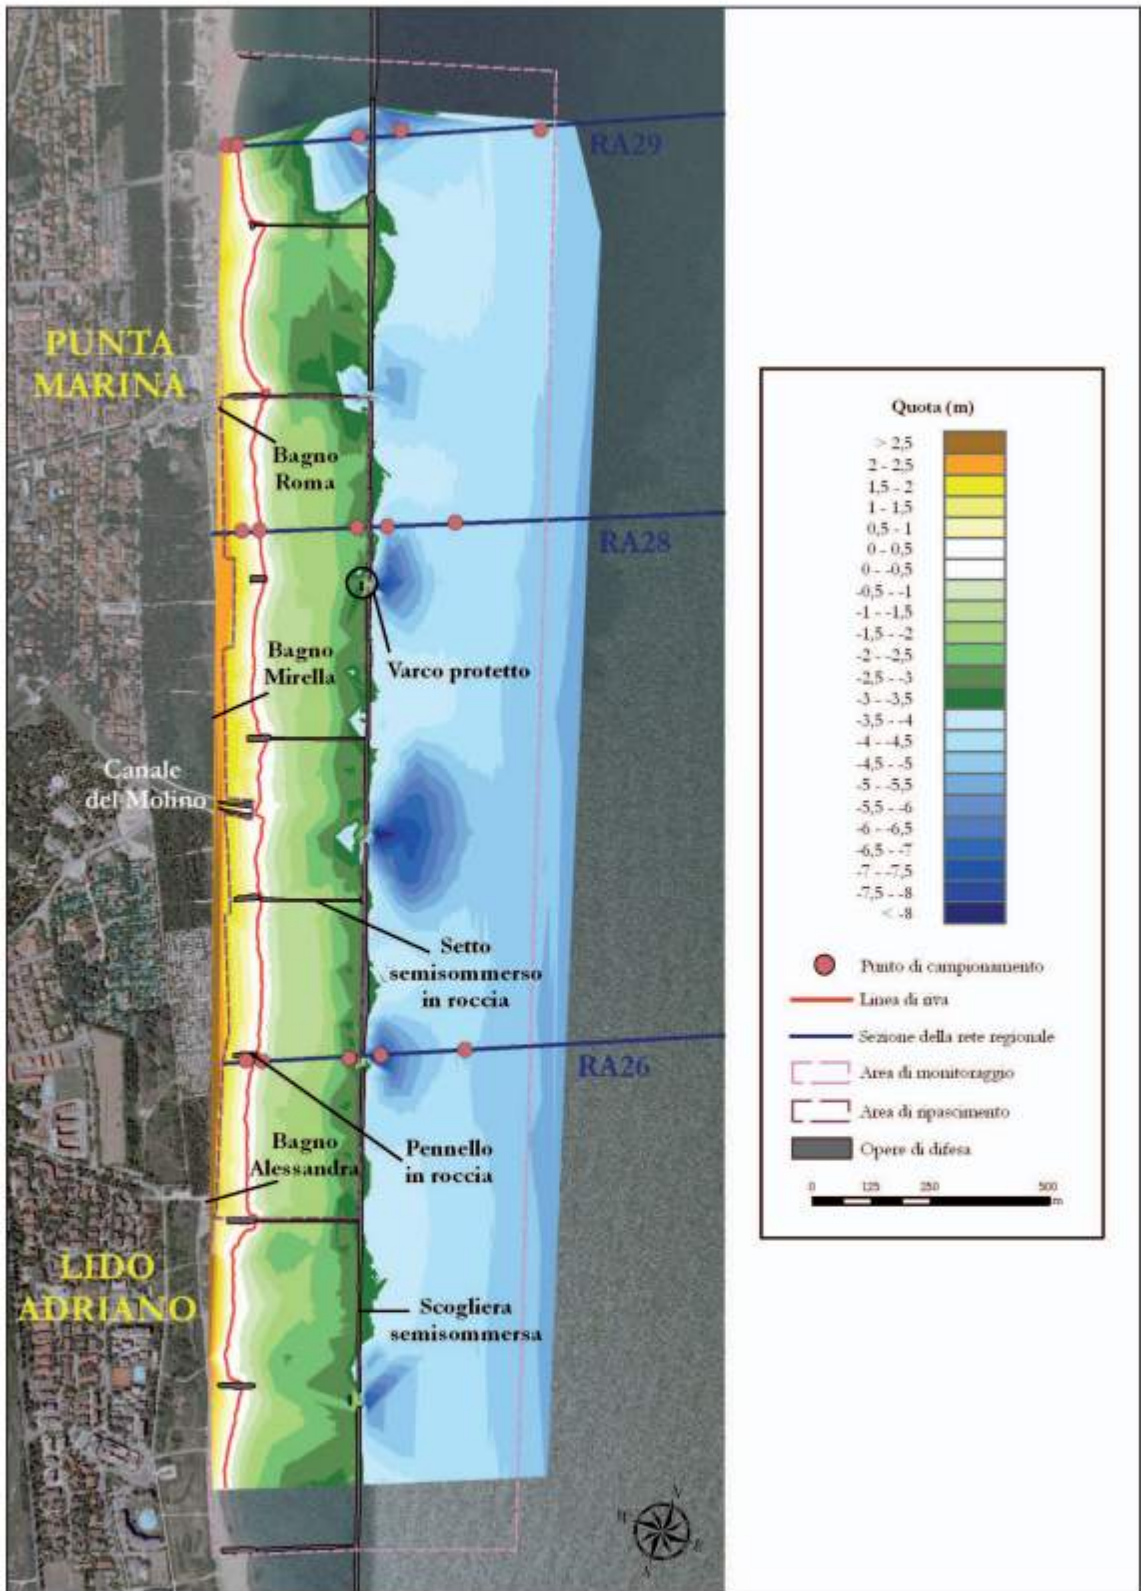 RA29
PUNTA
MARINA
Bagno
Roma
RA28
Bagno
Mirella
Varco protetto
Canale
del Molino
Setto
semisommerso
in roccia
RA26
Bagno
Alessandra
Pennello
in roccia
LIDO
ADRIANO
Scogliera
semisommersa
N
E
Quota (m)
> 2,5
2 - 2,5
1,5 - 2
1 - 1,5
0,5 - 1
0 - 0,5
0 - -0,5
-0,5 - -1
-1 - -1,5
-1,5 - -2
-2 - -2,5
-2,5 - -3
-3 - -3,5
-3,5 - -4
-4 - -4,5
-4,5 - -5
-5 - -5,5
-5,5 - -6
-6 - -6,5
-6,5 - -7
-7 - -7,5
-7,5 - -8
< -8
Punto di campionamento
Linea di riva
Sezione della rete regionale
Area di monitoraggio
Area di ripascimento
Opere di difesa
0 125 250 500
m